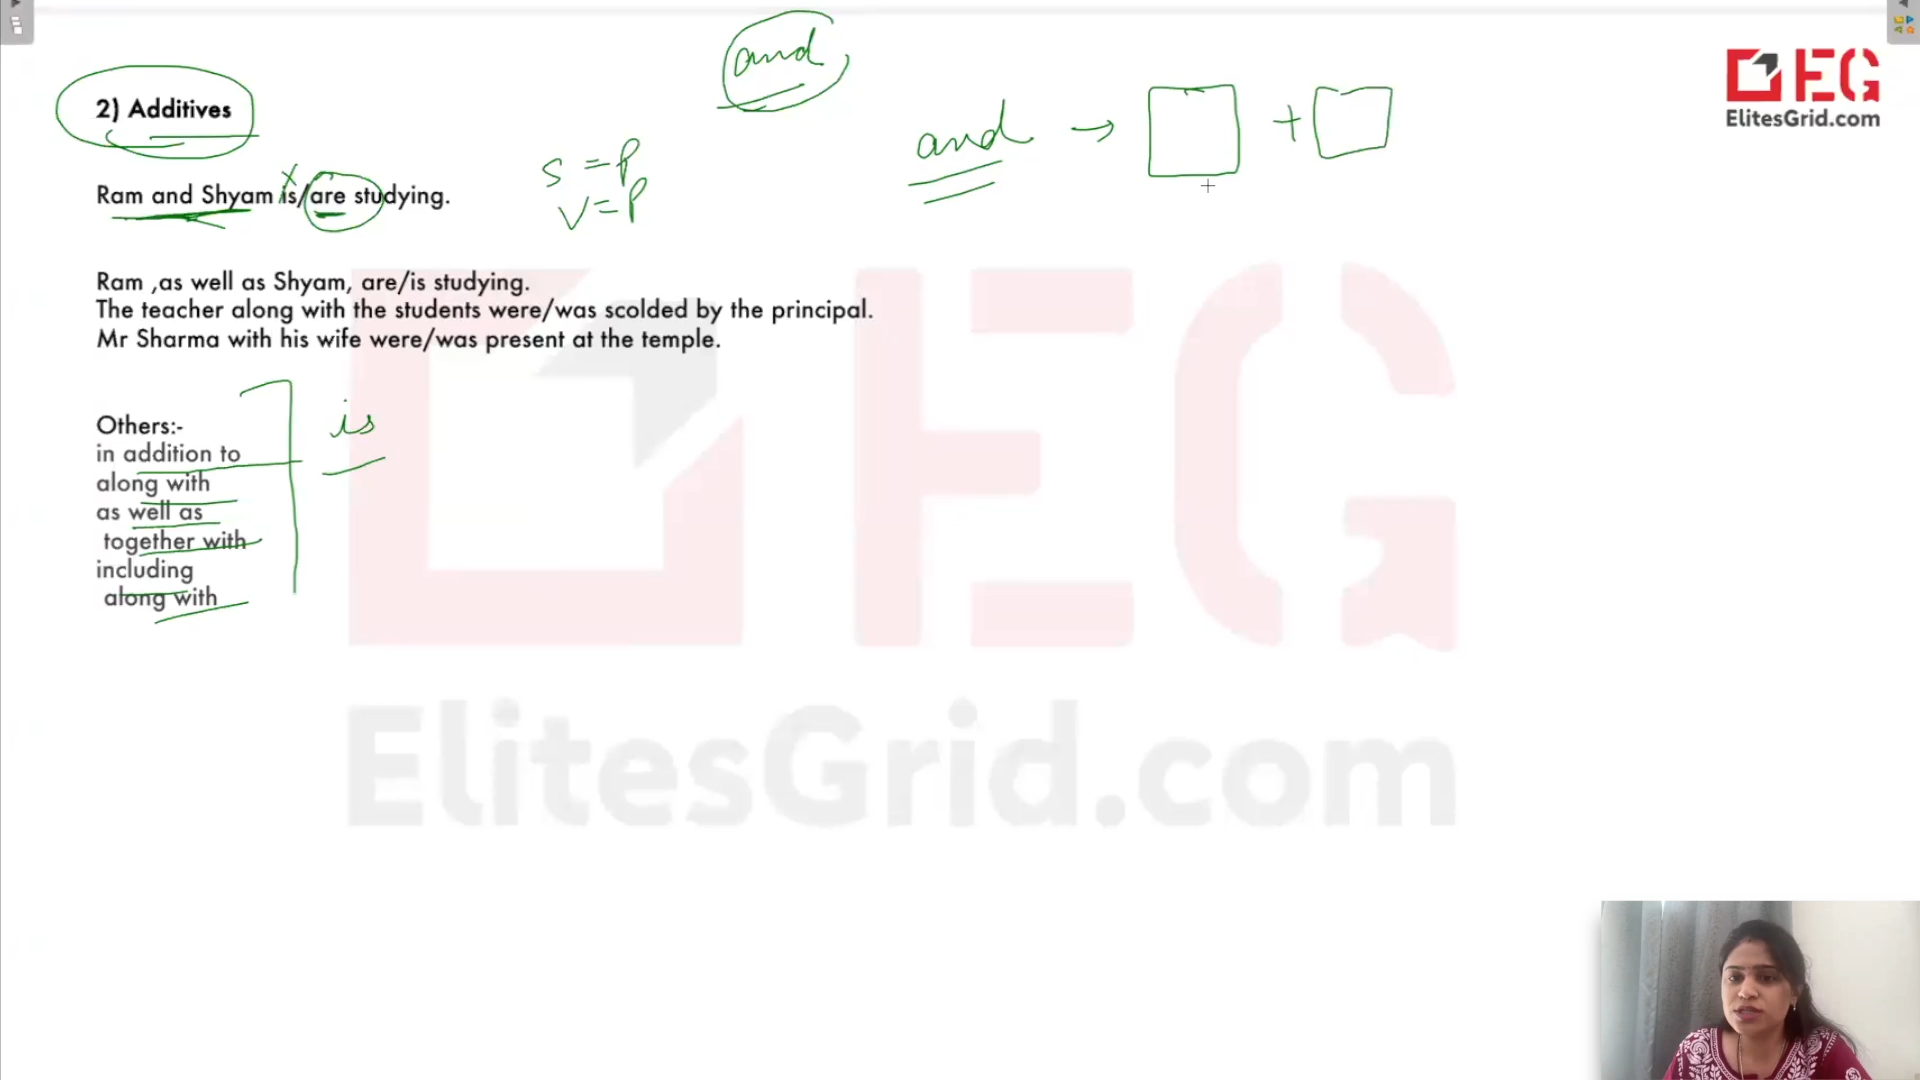 and
2) Additives
and → □ + □
EG
ElitesGrid.com
s = P
v = P
Ram and Shyam is/are studying.
Ram ,as well as Shyam, are/is studying.
The teacher along with the students were/was scolded by the principal.
Mr Sharma with his wife were/was present at the temple.
Others:-
is
in addition to
along with
as well as
together with
including
along with
EG
ElitesGrid.com